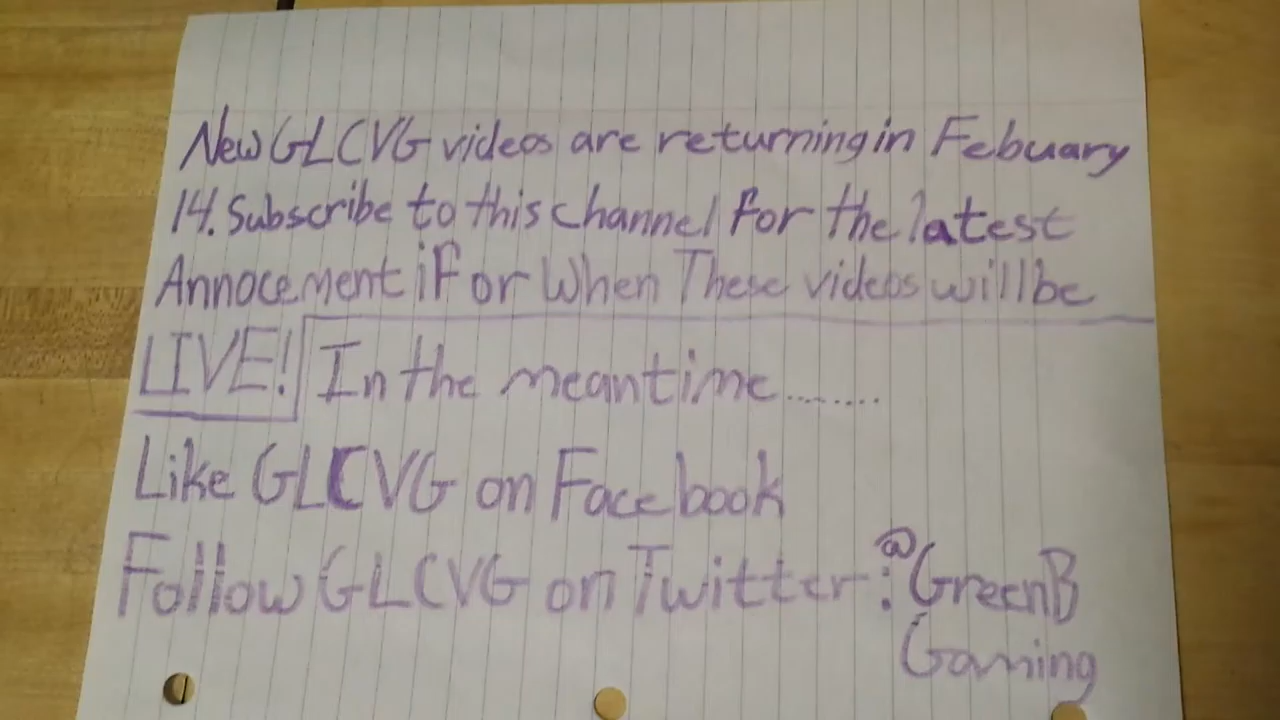 New GLCVG videos are returning in Febuary
14. Subscribe to this channel for the latest
Annocement if or When These videos will be
LIVE! In the meantime........
Like GLCVG on Facebook
Follow GLCVG on Twitter: @GreenB
Gaming